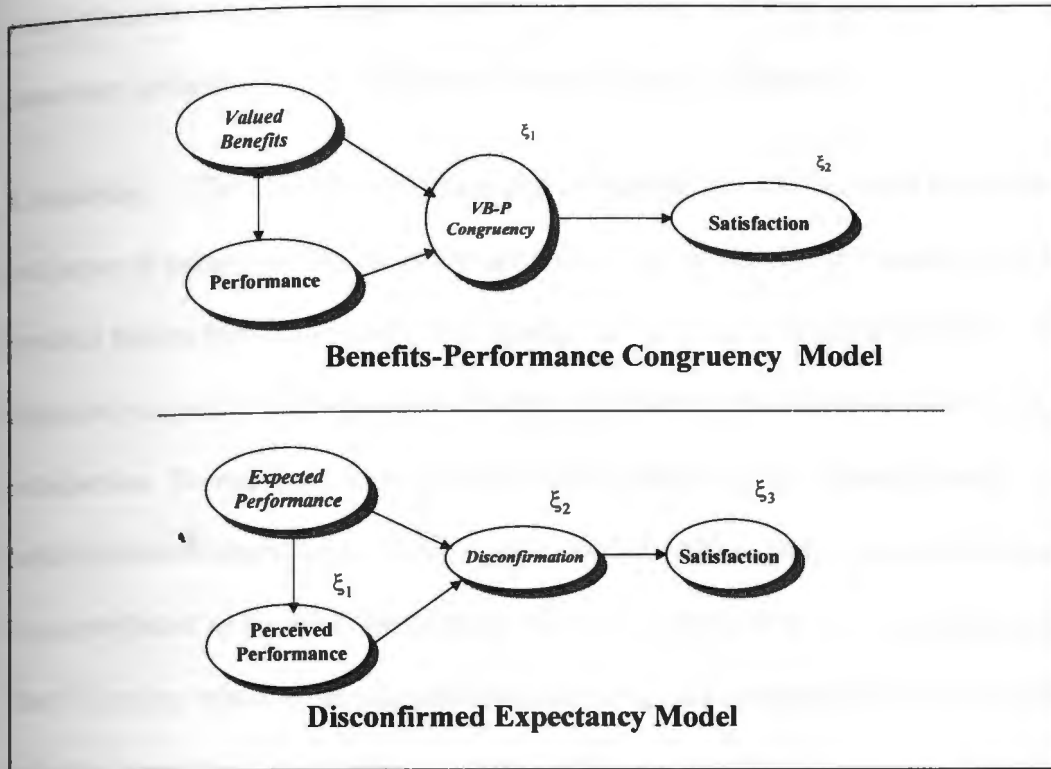 Valued
Benefits
ξ1
ξ2
VB-P
Congruency
Satisfaction
Performance
Benefits-Performance Congruency Model
Expected
Performance
ξ2
ξ3
Disconfirmation
Satisfaction
ξ1
Perceived
Performance
Disconfirmed Expectancy Model